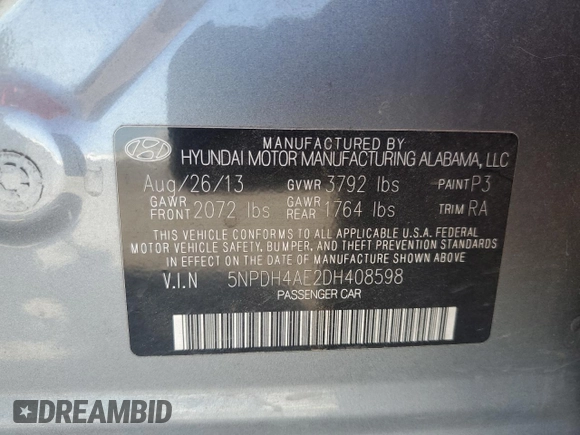 MANUFACTURED BY
HYUNDAI MOTOR MANUFACTURING ALABAMA, LLC
Aug/26/13 GVWR 3792 lbs PAINT P3
GAWR FRONT 2072 lbs GAWR REAR 1764 lbs TRIM RA
THIS VEHICLE CONFORMS TO ALL APPLICABLE U.S.A. FEDERAL
MOTOR VEHICLE SAFETY, BUMPER, AND THEFT PREVENTION STANDARDS
IN EFFECT ON THE DATE OF MANUFACTURE SHOWN ABOVE.
V.I.N 5NPDH4AE2DH408598
PASSENGER CAR
DREAMBID